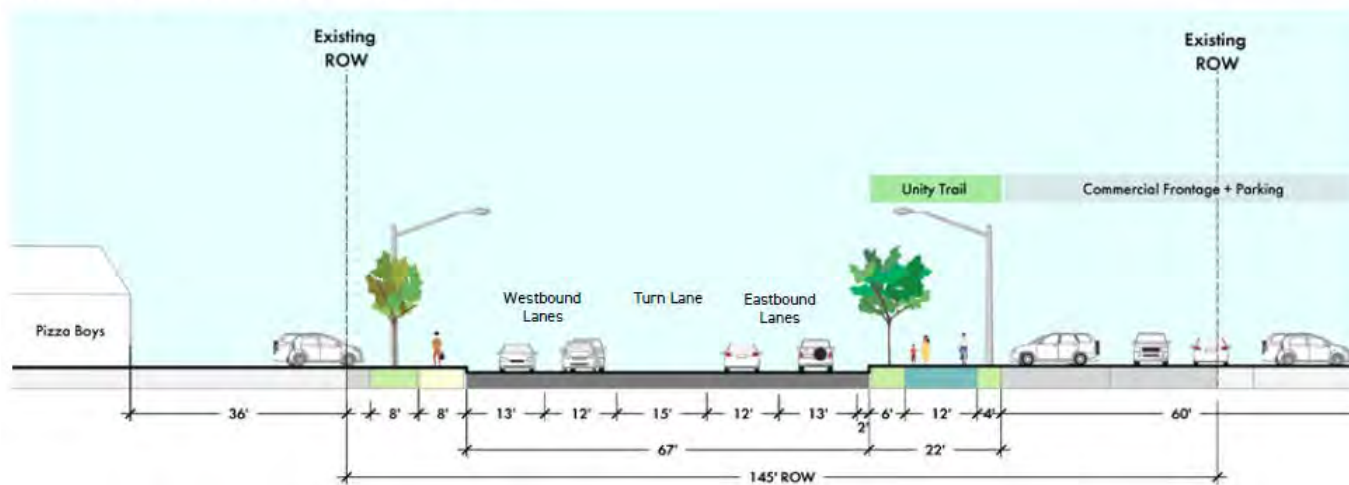 Existing
ROW
Existing
ROW
Unity Trail
Commercial Frontage + Parking
Westbound
Lanes
Turn Lane
Eastbound
Lanes
Pizza Boys
36'
8'
8'
13'
12'
15'
12'
13'
2'
6'
12'
4'
60'
67'
22'
145' ROW